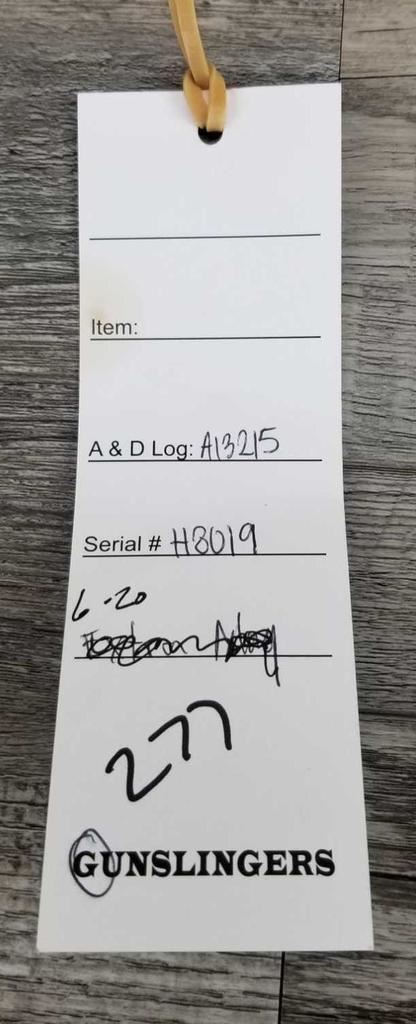 Item:
A & D Log: A13215
Serial # H8019
6-20
277
GUNSLINGERS